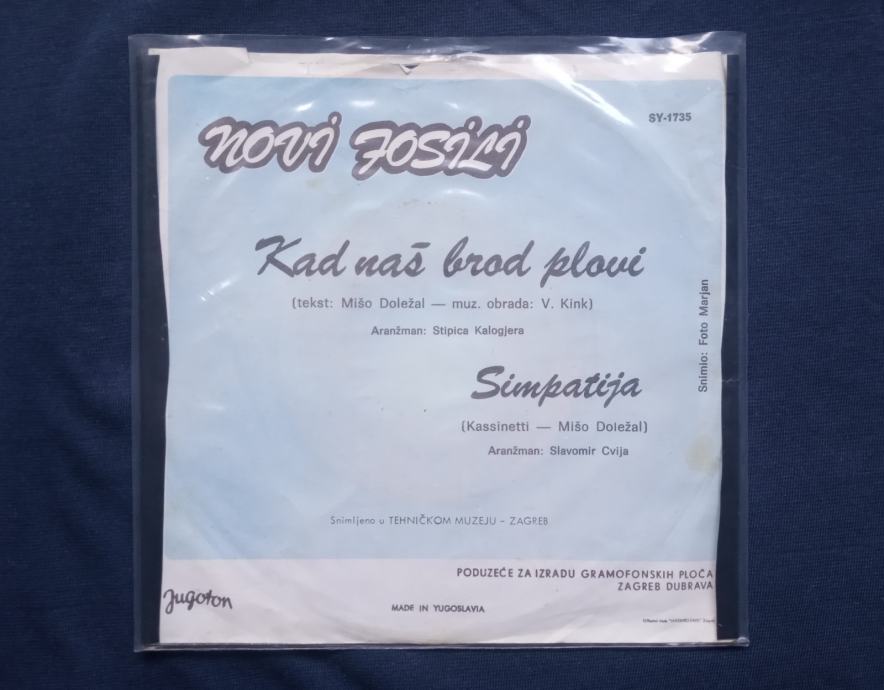 NOVI FOSILI
SY-1735
Kad naš brod plovi
(tekst: Mišo Doležal — muz. obrada: V. Kink)
Aranžman: Stipica Kalogjera
Simpatija
(Kassinetti — Mišo Doležal)
Aranžman: Slavomir Cvija
Snimio: Foto Marjan
Snimljeno u TEHNIČKOM MUZEJU - ZAGREB
PODUZEĆE ZA IZRADU GRAMOFONSKIH PLOČA
ZAGREB DUBRAVA
Jugoton
MADE IN YUGOSLAVIA